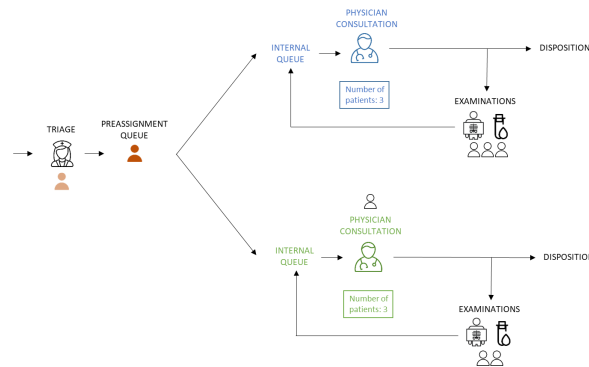 PHYSICIAN
CONSULTATION
INTERNAL
QUEUE
DISPOSITION
Number of
patients: 3
EXAMINATIONS
TRIAGE
PREASSIGNMENT
QUEUE
PHYSICIAN
CONSULTATION
INTERNAL
QUEUE
DISPOSITION
Number of
patients: 3
EXAMINATIONS